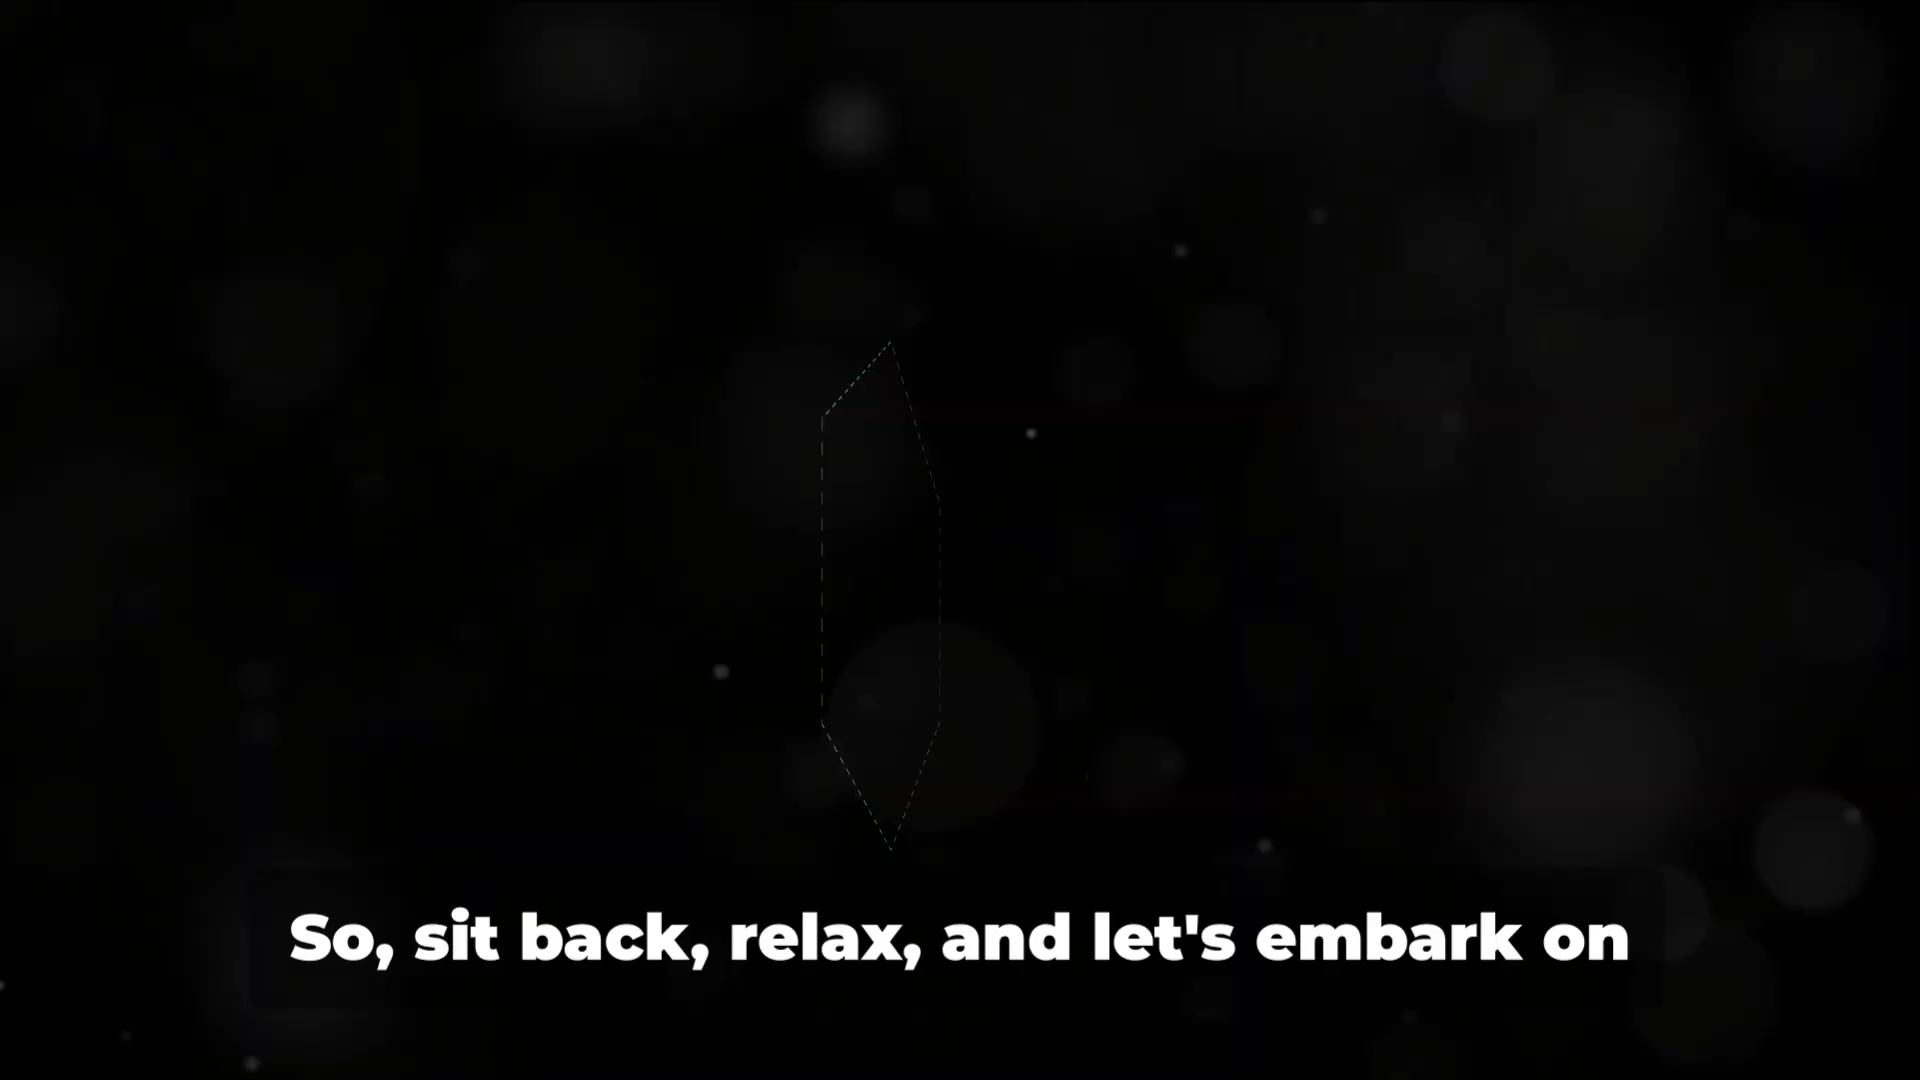 So, sit back, relax, and let's embark on